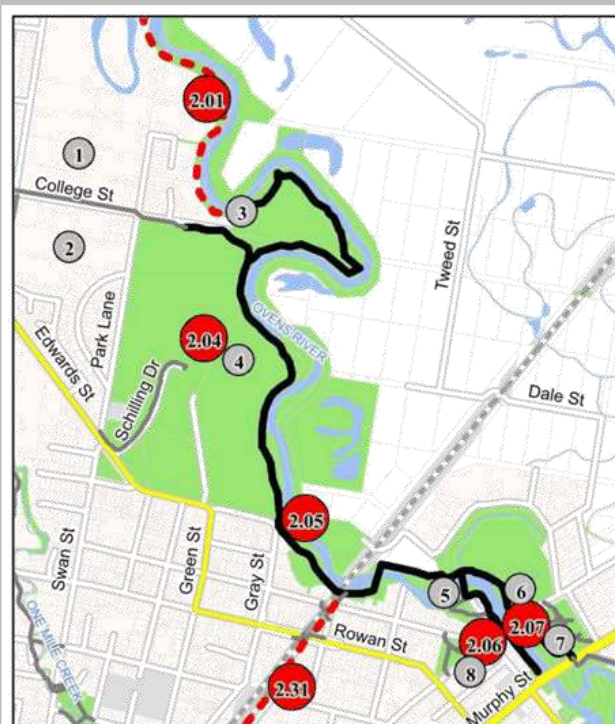 2.01
1
College St
3
2
Tweed St
Park Lane
OVENS RIVER
2.04
4
Edwards St
Schilling Dr
Dale St
2.05
Swan St
Green St
Gray St
5
6
ONE MILE CREEK
Rowan St
2.07
2.06
7
8
2.31
Murphy St